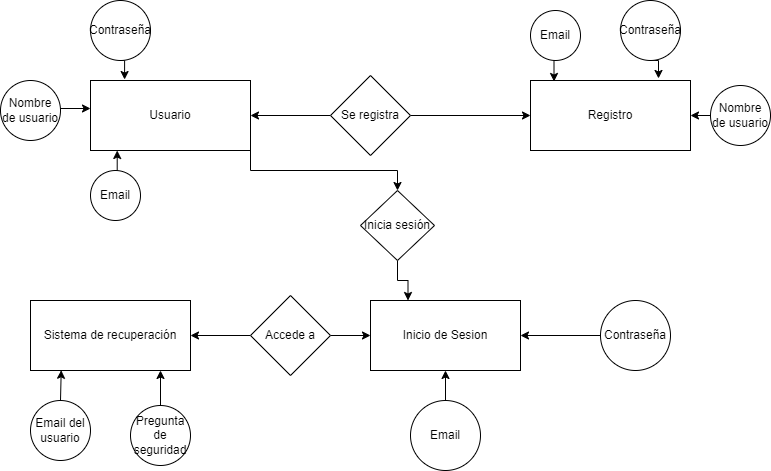 Contraseña
Email
Contraseña
Nombre
de usuario
Usuario
Se registra
Registro
Nombre
de usuario
Email
Inicia sesión
Sistema de recuperación
Accede a
Inicio de Sesion
Contraseña
Email del
usuario
Pregunta
de
seguridad
Email